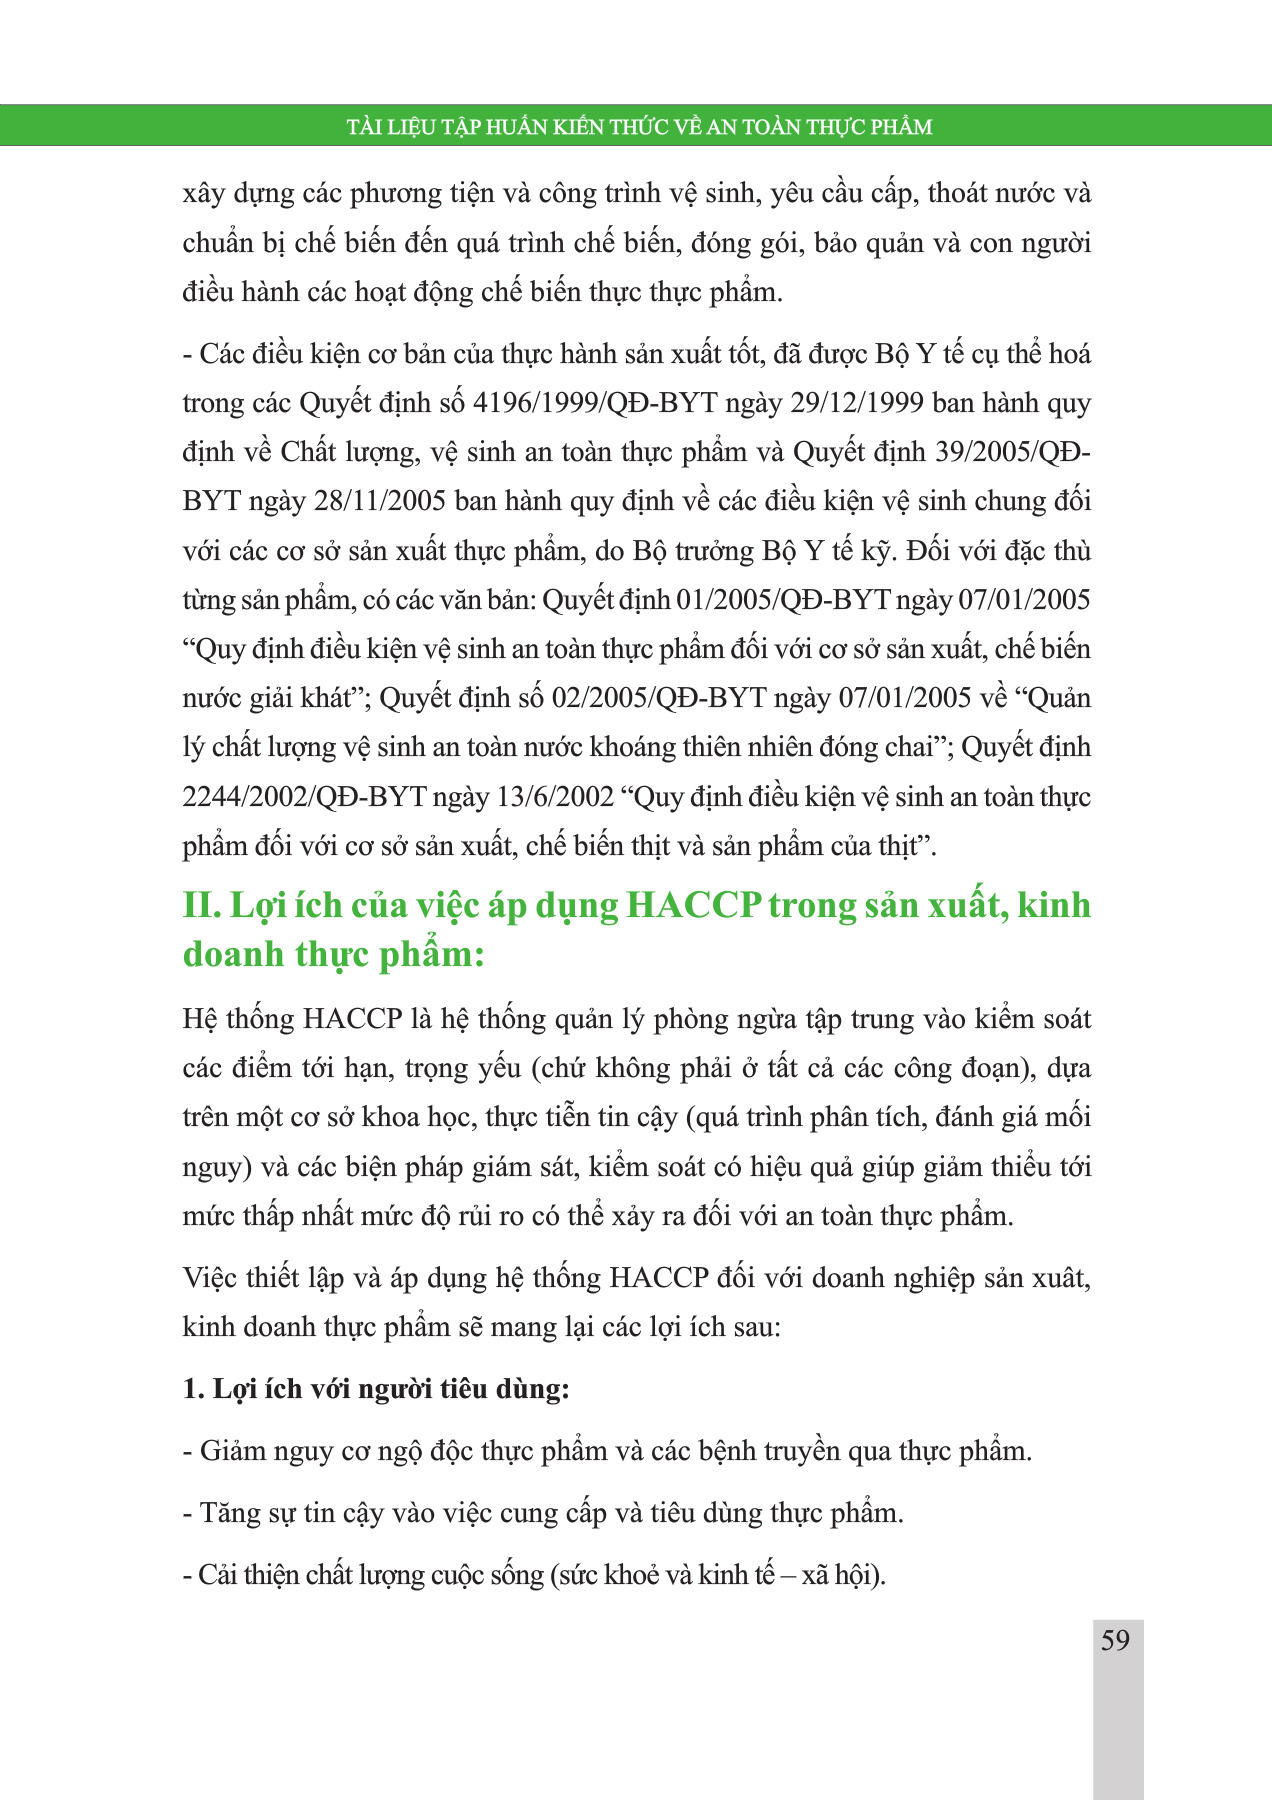 TÀI LIỆU TẬP HUẤN KIẾN THỨC VỀ AN TOÀN THỰC PHẨM
xây dựng các phương tiện và công trình vệ sinh, yêu cầu cấp, thoát nước và
chuẩn bị chế biến đến quá trình chế biến, đóng gói, bảo quản và con người
điều hành các hoạt động chế biến thực thực phẩm.
- Các điều kiện cơ bản của thực hành sản xuất tốt, đã được Bộ Y tế cụ thể hoá
trong các Quyết định số 4196/1999/QĐ-BYT ngày 29/12/1999 ban hành quy
định về Chất lượng, vệ sinh an toàn thực phẩm và Quyết định 39/2005/QĐ-
BYT ngày 28/11/2005 ban hành quy định về các điều kiện vệ sinh chung đối
với các cơ sở sản xuất thực phẩm, do Bộ trưởng Bộ Y tế kỹ. Đối với đặc thù
từng sản phẩm, có các văn bản: Quyết định 01/2005/QĐ-BYT ngày 07/01/2005
“Quy định điều kiện vệ sinh an toàn thực phẩm đối với cơ sở sản xuất, chế biến
nước giải khát”; Quyết định số 02/2005/QĐ-BYT ngày 07/01/2005 về “Quản
lý chất lượng vệ sinh an toàn nước khoáng thiên nhiên đóng chai”; Quyết định
2244/2002/QĐ-BYT ngày 13/6/2002 “Quy định điều kiện vệ sinh an toàn thực
phẩm đối với cơ sở sản xuất, chế biến thịt và sản phẩm của thịt”.
II. Lợi ích của việc áp dụng HACCP trong sản xuất, kinh
doanh thực phẩm:
Hệ thống HACCP là hệ thống quản lý phòng ngừa tập trung vào kiểm soát
các điểm tới hạn, trọng yếu (chứ không phải ở tất cả các công đoạn), dựa
trên một cơ sở khoa học, thực tiễn tin cậy (quá trình phân tích, đánh giá mối
nguy) và các biện pháp giám sát, kiểm soát có hiệu quả giúp giảm thiểu tới
mức thấp nhất mức độ rủi ro có thể xảy ra đối với an toàn thực phẩm.
Việc thiết lập và áp dụng hệ thống HACCP đối với doanh nghiệp sản xuât,
kinh doanh thực phẩm sẽ mang lại các lợi ích sau:
1. Lợi ích với người tiêu dùng:
- Giảm nguy cơ ngộ độc thực phẩm và các bệnh truyền qua thực phẩm.
- Tăng sự tin cậy vào việc cung cấp và tiêu dùng thực phẩm.
- Cải thiện chất lượng cuộc sống (sức khoẻ và kinh tế – xã hội).
59